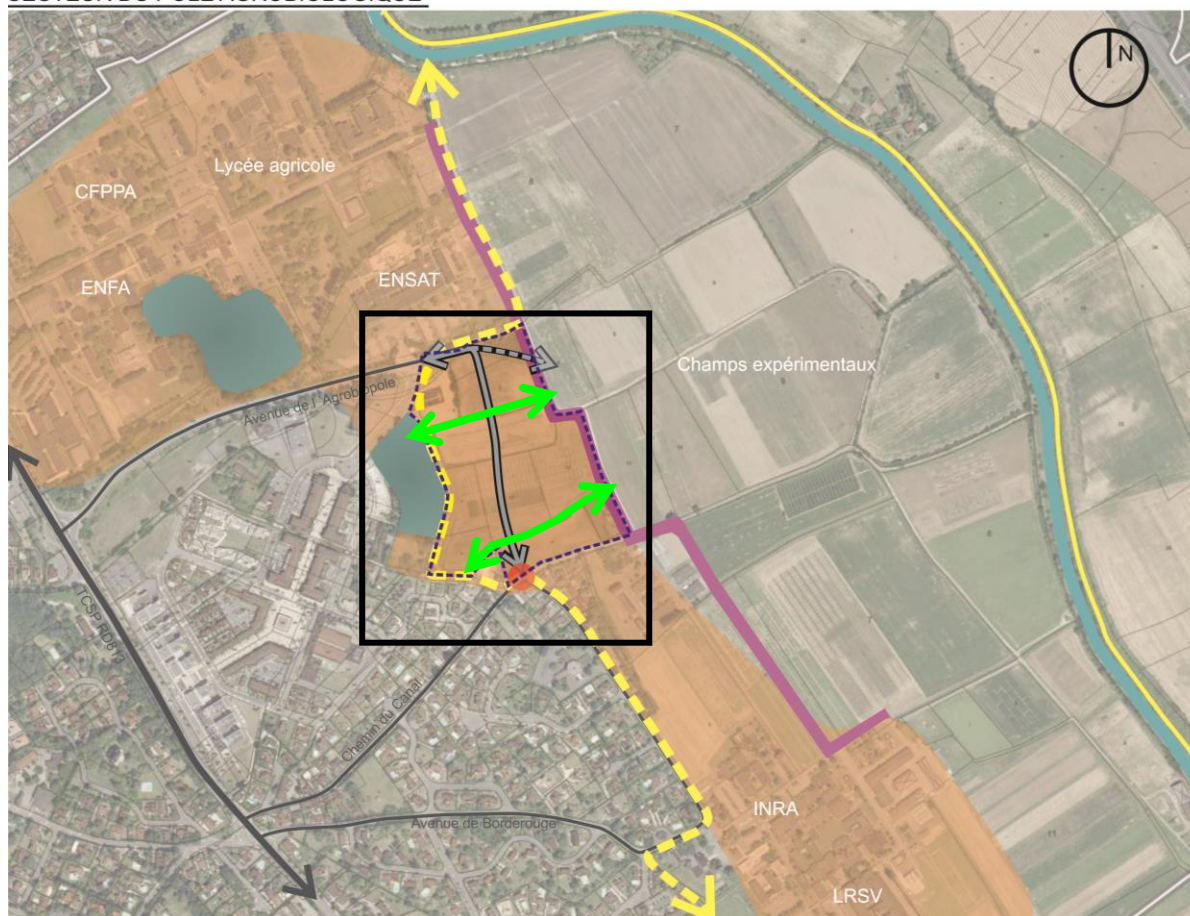 N
Lycée agricole
CFPPA
ENFA
ENSAT
Champs expérimentaux
Avenue de l'Agrobiopole
TCSP RD813
Chemin du Canal
Avenue de Borderouge
INRA
LRSV